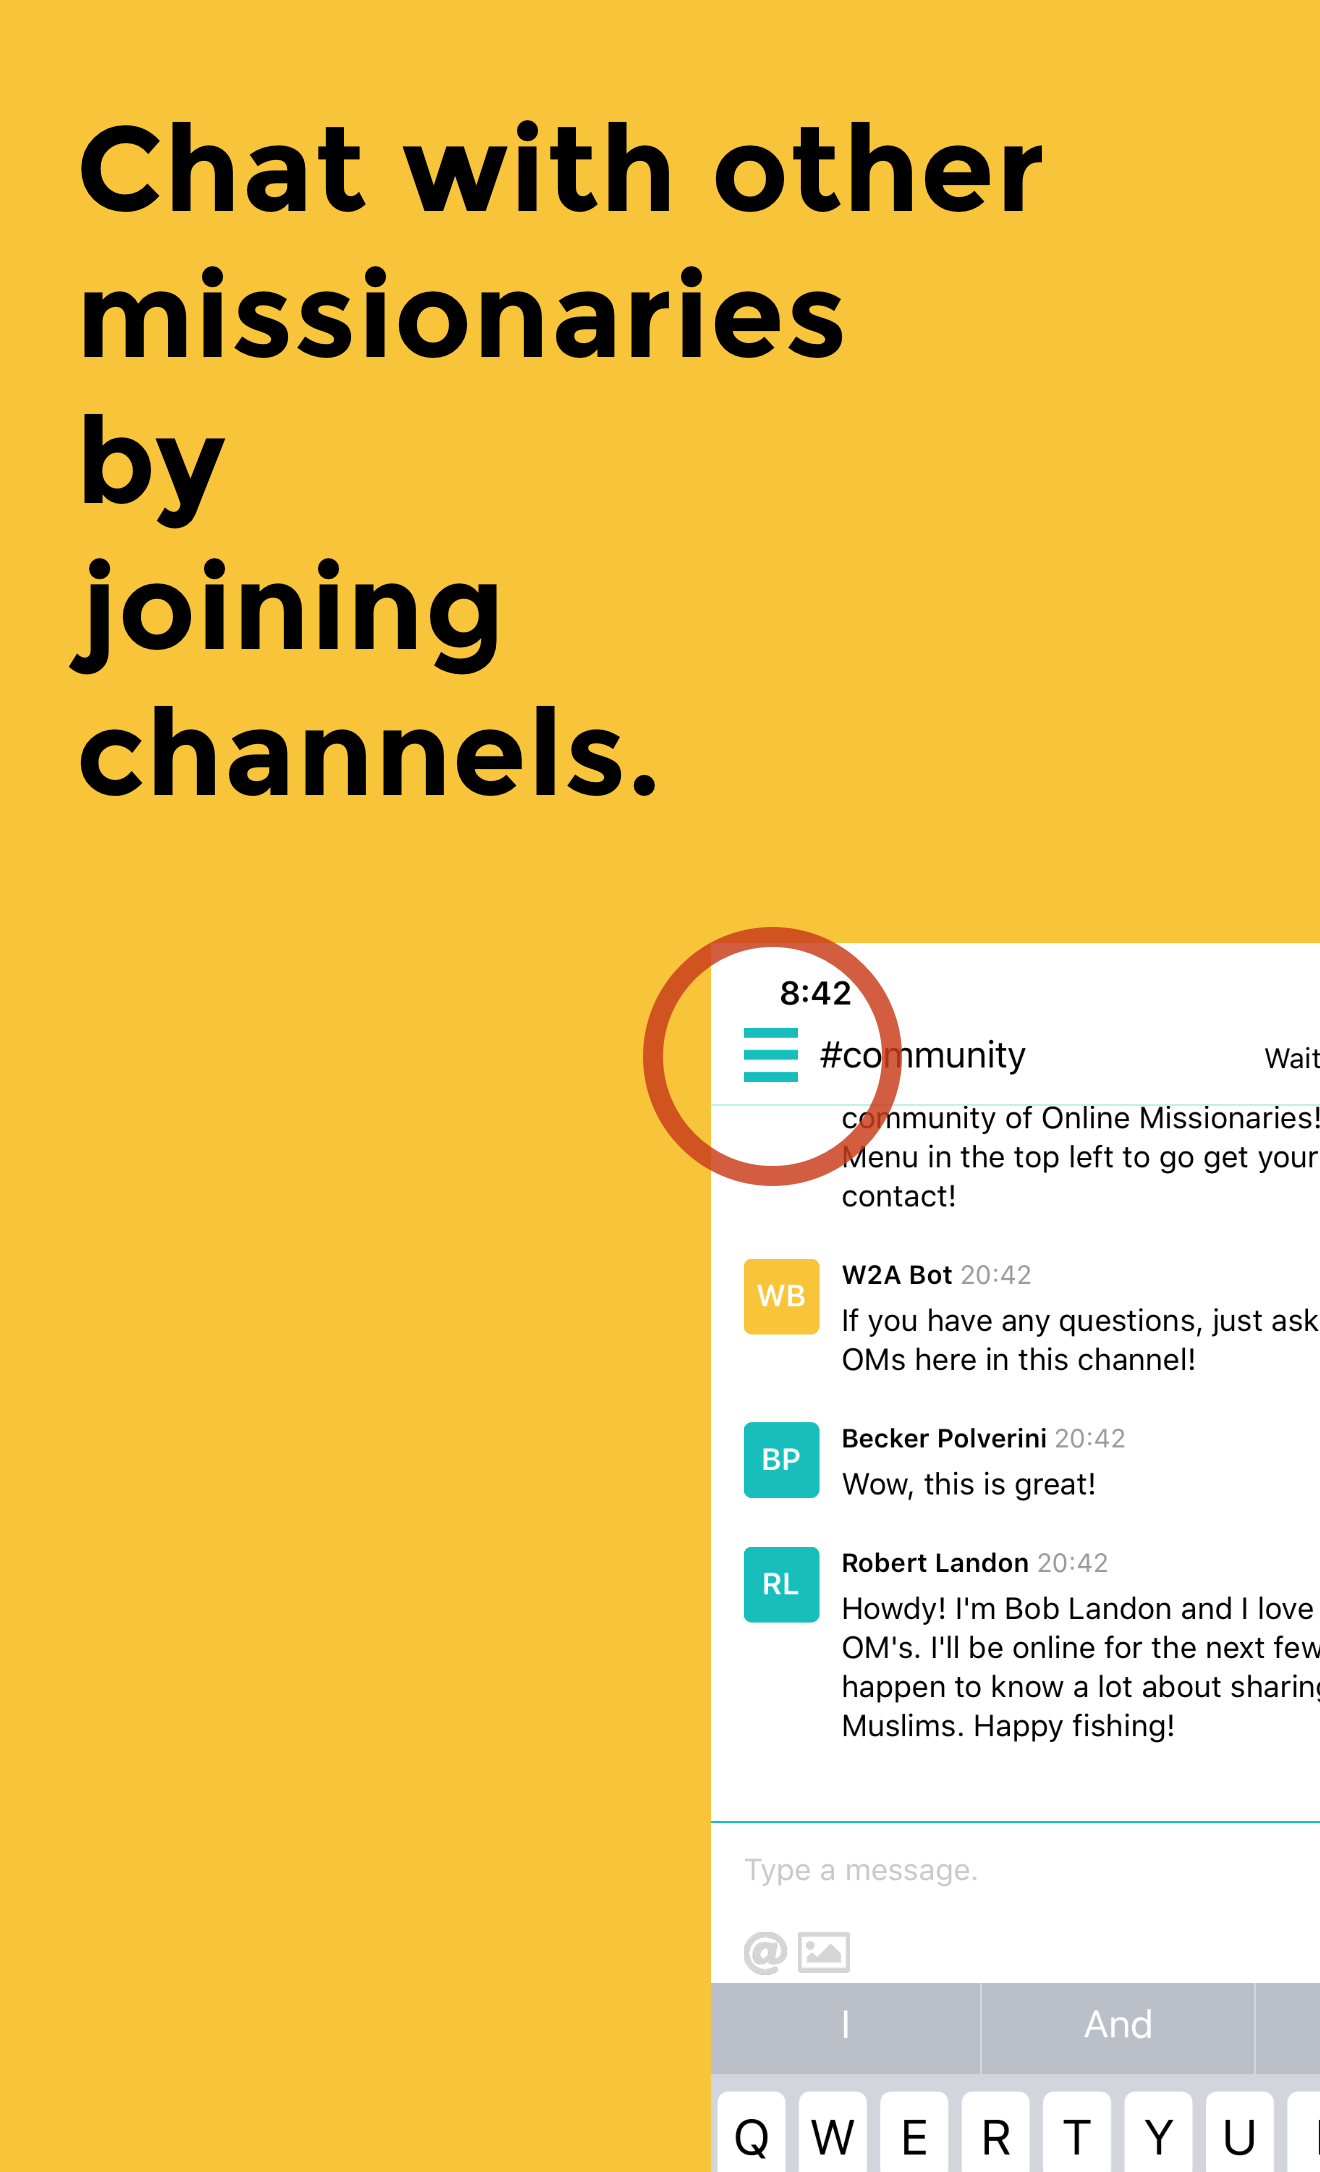 Chat with other
missionaries
by
joining
channels.
8:42
#community
Wait
community of Online Missionaries!
Menu in the top left to go get your
contact!
WB
W2A Bot 20:42
If you have any questions, just ask
OMs here in this channel!
BP
Becker Polverini 20:42
Wow, this is great!
RL
Robert Landon 20:42
Howdy! I'm Bob Landon and I love
OM's. I'll be online for the next few
happen to know a lot about sharing
Muslims. Happy fishing!
Type a message.
@
I And
Q W E R T Y U